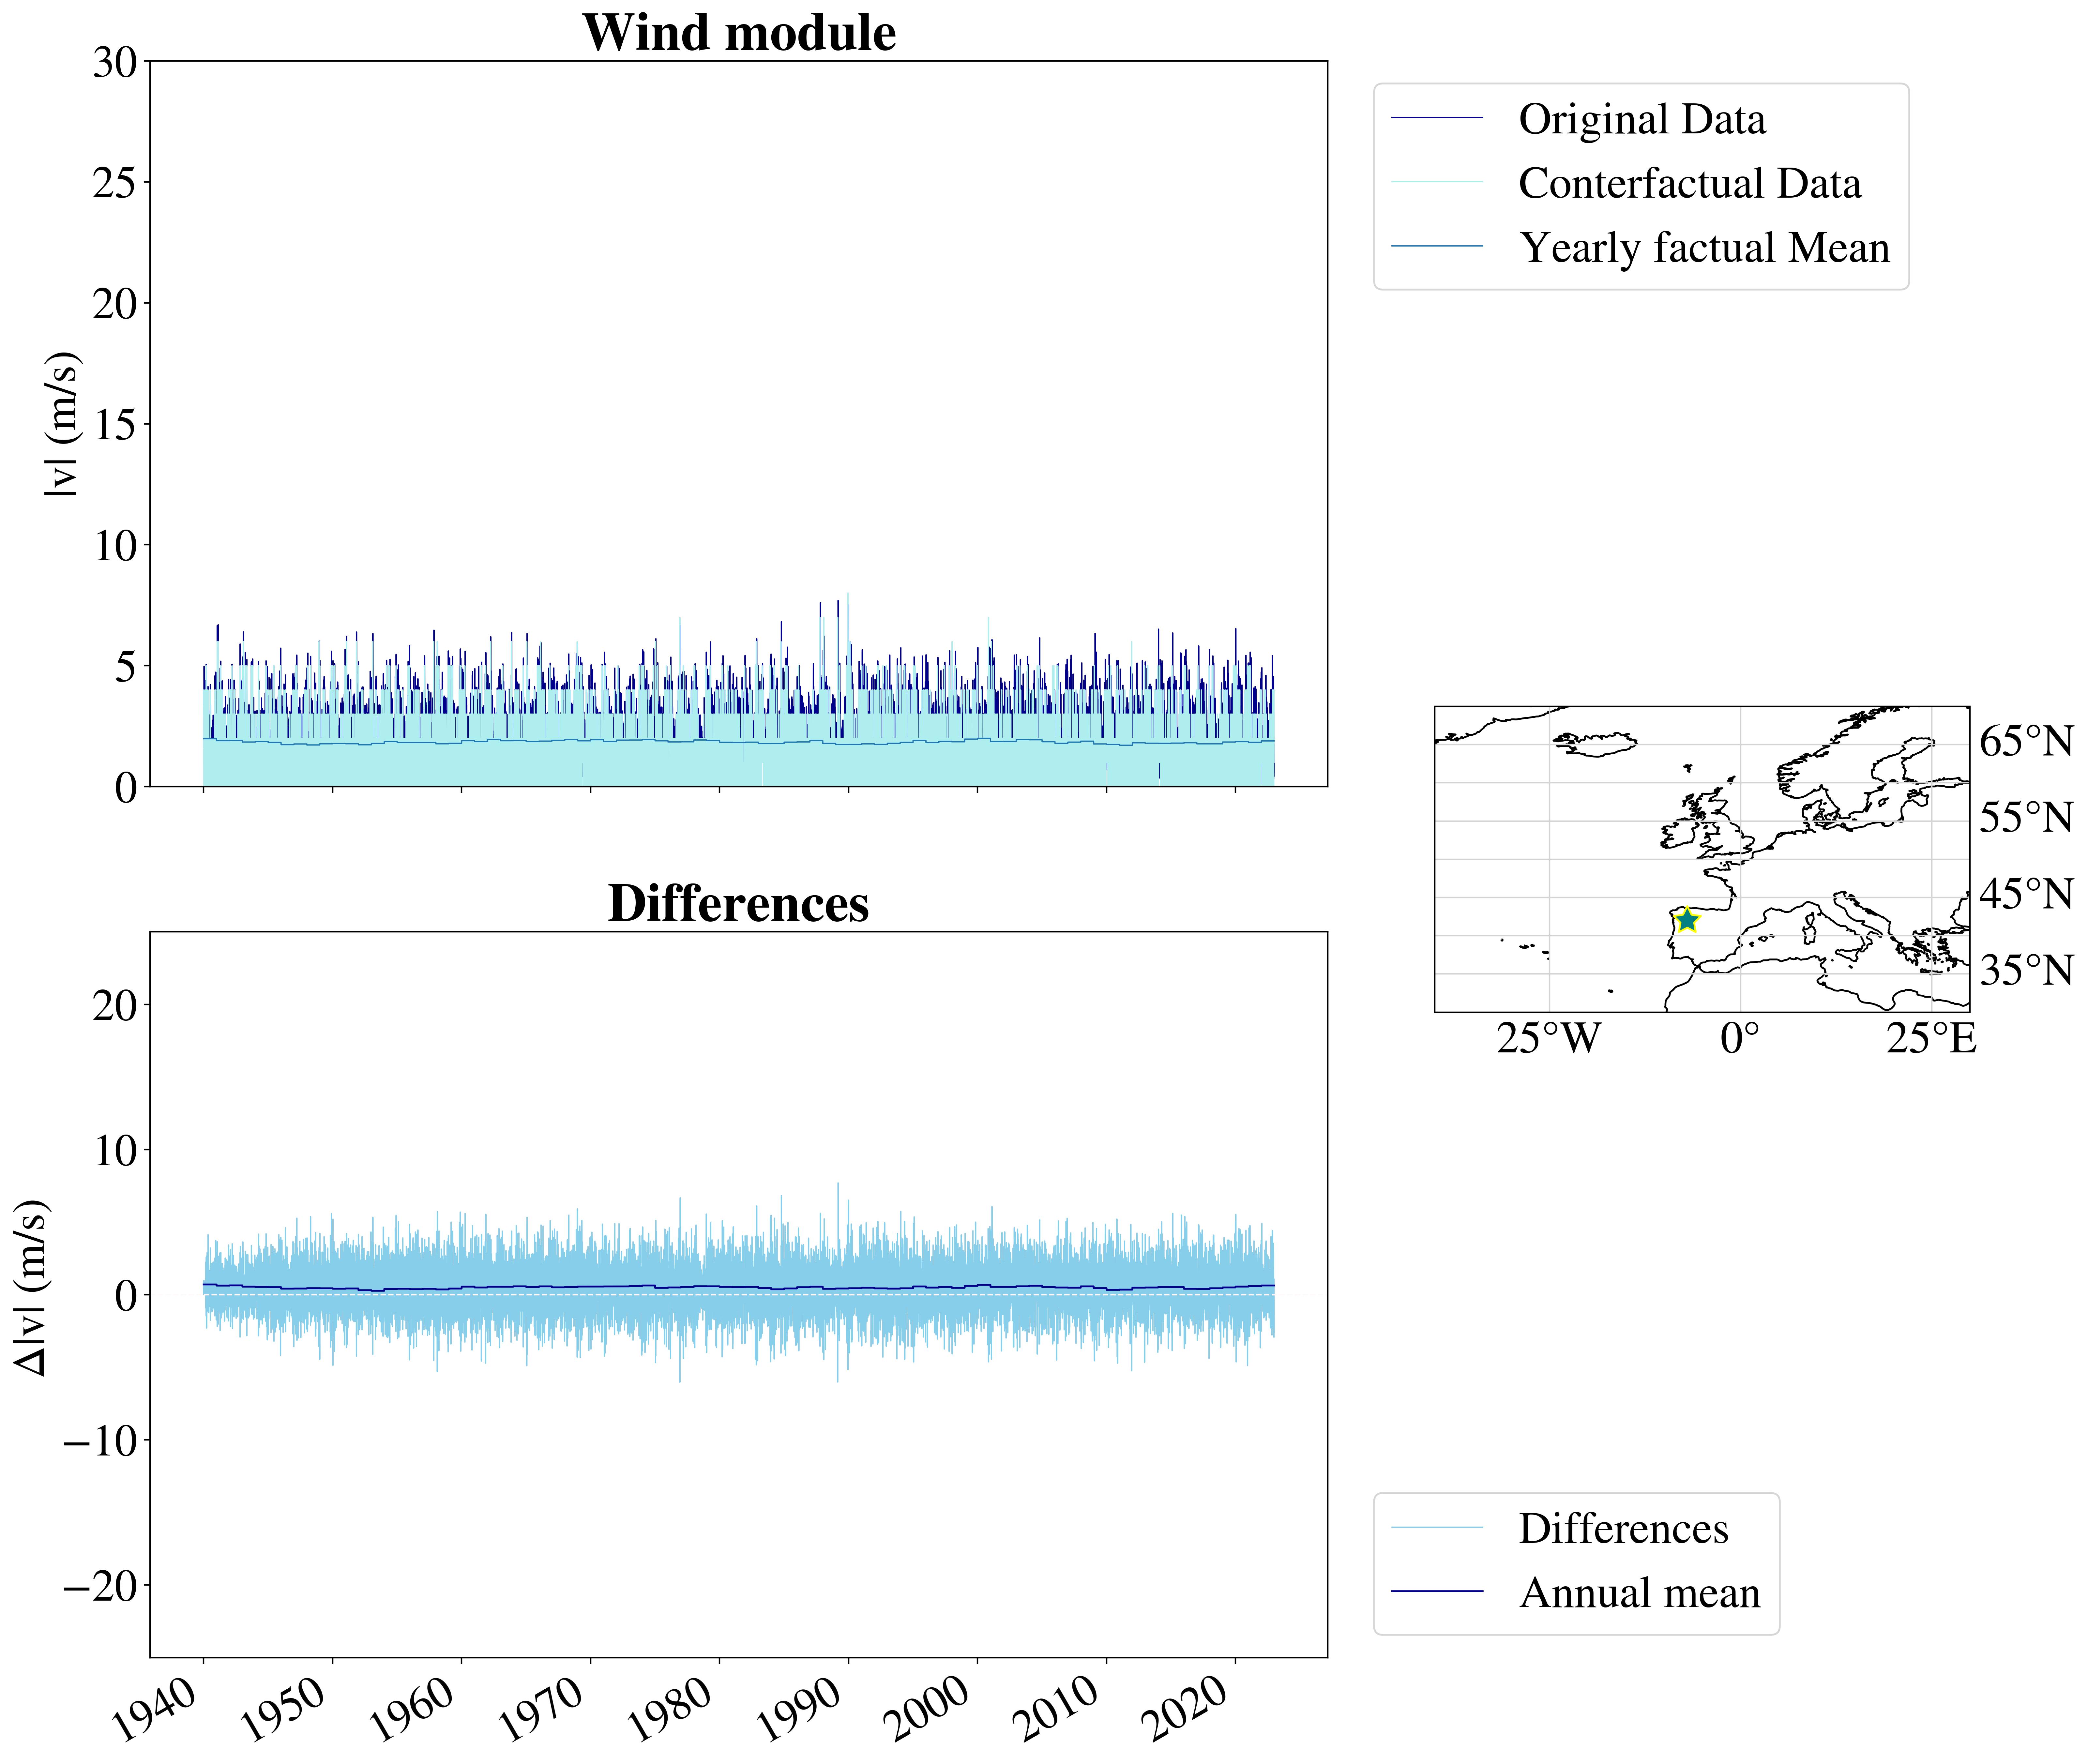 Wind module
30
25
20
15
10
5
0
|v| (m/s)
Original Data
Conterfactual Data
Yearly factual Mean
65°N
55°N
45°N
35°N
25°W 0° 25°E
Differences
20
10
0
−10
−20
Δ|v| (m/s)
1940 1950 1960 1970 1980 1990 2000 2010 2020
Differences
Annual mean